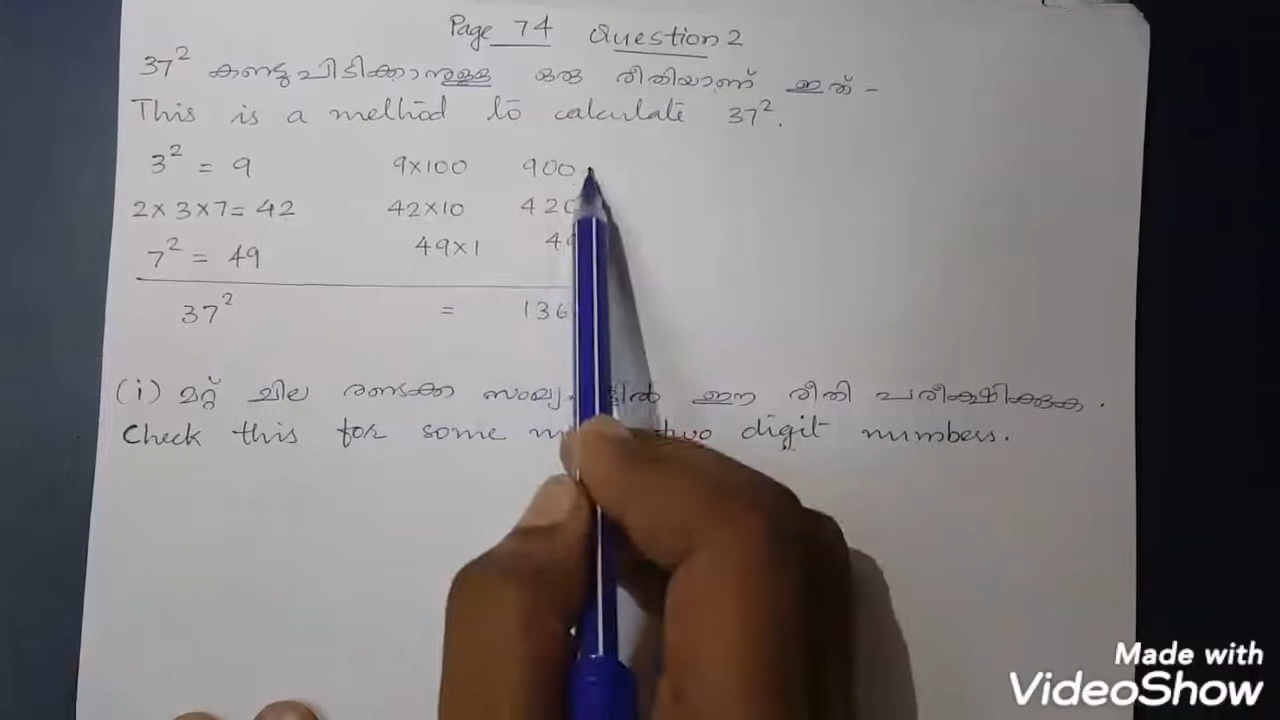 Page 74 Question 2
37² കണ്ടുപിടിക്കാനുള്ള ഒരു രീതിയാണ് ഇത് -
This is a method to calculate 37².
3² = 9 9×100 900
2×3×7= 42 42×10 420
7² = 49 49×1
37² =
(i) മറ്റ് ചില രണ്ടക്ക ഈ രീതി പരീക്ഷിക്കുക.
Check this for some two digit numbers.
Made with
VideoShow